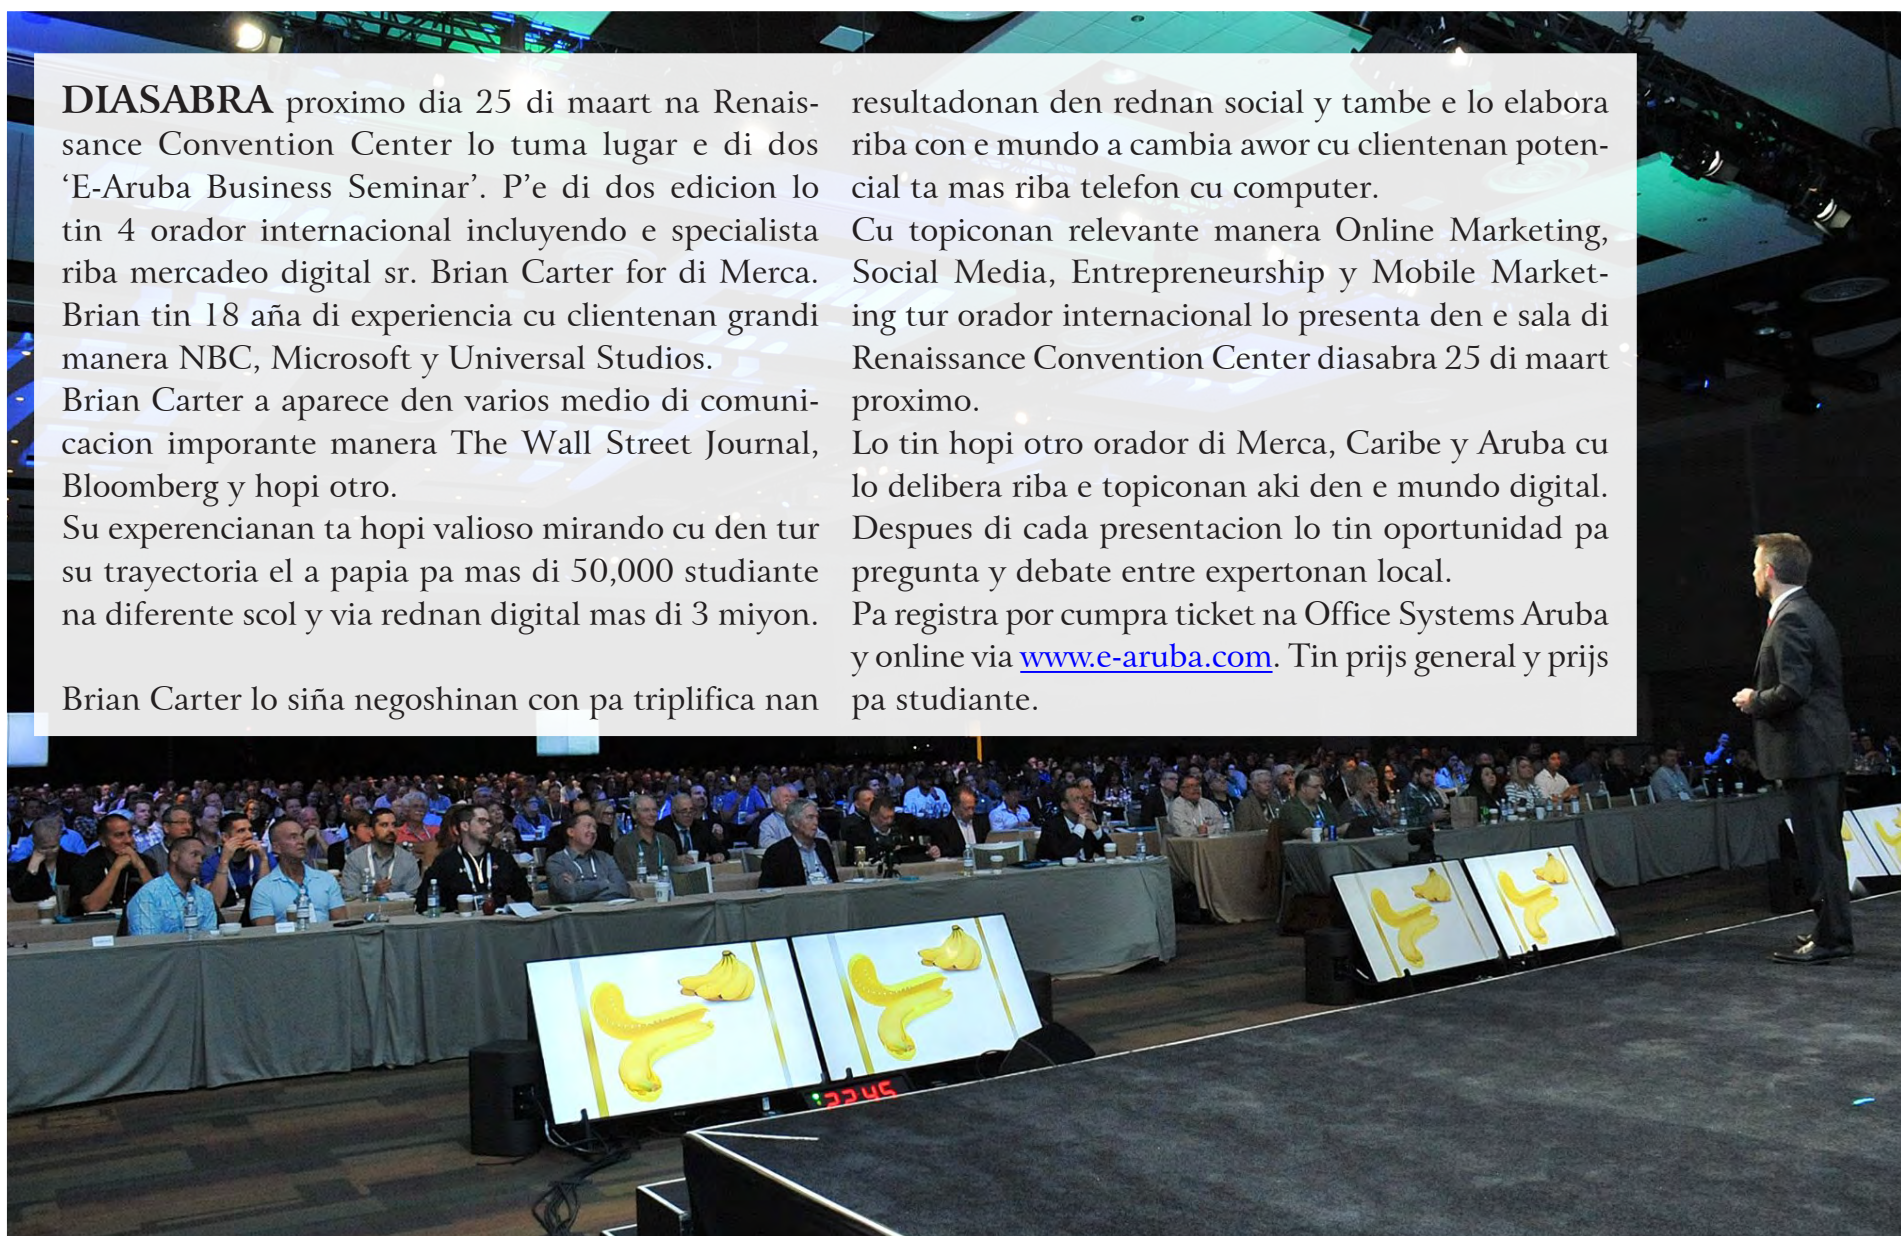 DIASABRA proximo dia 25 di maart na Renais-
sance Convention Center lo tuma lugar e di dos
‘E-Aruba Business Seminar’. P’e di dos edicion lo
tin 4 orador internacional incluyendo e specialista
riba mercadeo digital sr. Brian Carter for di Merca.
Brian tin 18 aña di experiencia cu clientenan grandi
manera NBC, Microsoft y Universal Studios.
Brian Carter a aparece den varios medio di comuni-
cacion imporante manera The Wall Street Journal,
Bloomberg y hopi otro.
Su experencianan ta hopi valioso mirando cu den tur
su trayectoria el a papia pa mas di 50,000 studiante
na diferente scol y via rednan digital mas di 3 miyon.
Brian Carter lo siña negoshinan con pa triplifica nan
resultadonan den rednan social y tambe e lo elabora
riba con e mundo a cambia awor cu clientenan poten-
cial ta mas riba telefon cu computer.
Cu topiconan relevante manera Online Marketing,
Social Media, Entrepreneurship y Mobile Market-
ing tur orador internacional lo presenta den e sala di
Renaissance Convention Center diasabra 25 di maart
proximo.
Lo tin hopi otro orador di Merca, Caribe y Aruba cu
lo delibera riba e topiconan aki den e mundo digital.
Despues di cada presentacion lo tin oportunidad pa
pregunta y debate entre expertonan local.
Pa registra por cumpra ticket na Office Systems Aruba
y online via www.e-aruba.com. Tin prijs general y prijs
pa studiante.